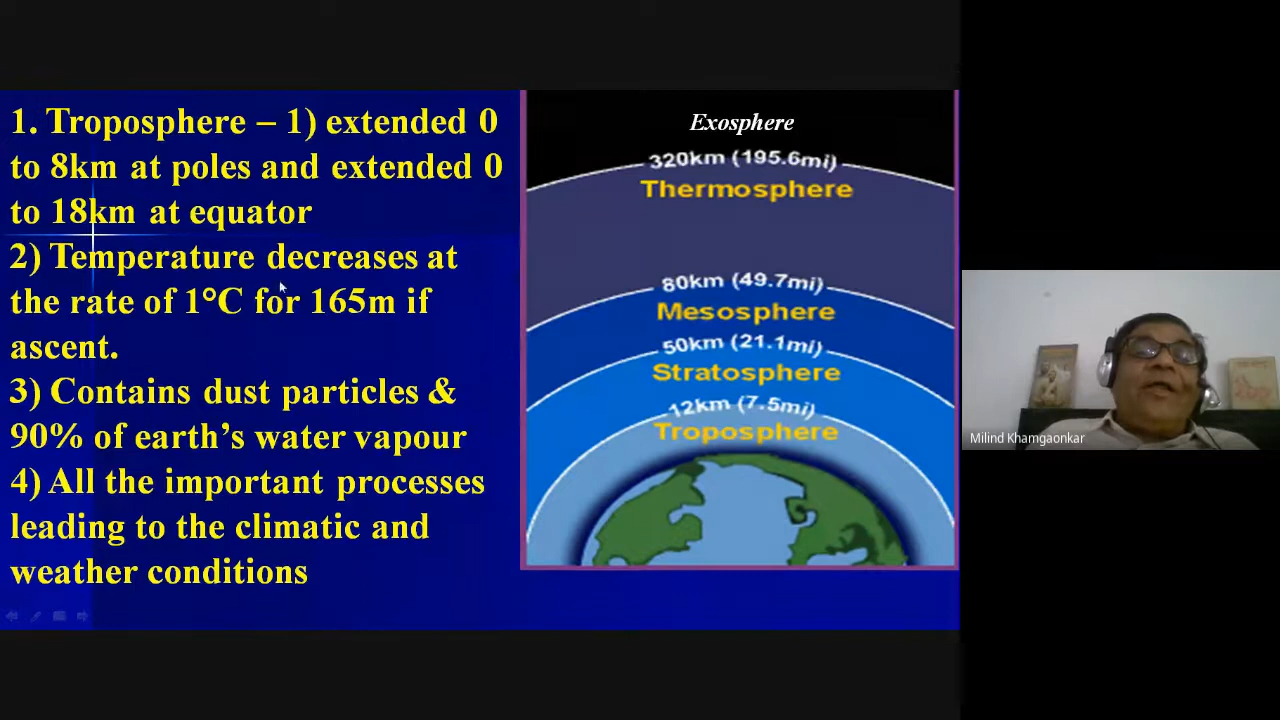 1. Troposphere – 1) extended 0
to 8km at poles and extended 0
to 18km at equator
2) Temperature decreases at
the rate of 1°C for 165m if
ascent.
3) Contains dust particles &
90% of earth's water vapour
4) All the important processes
leading to the climatic and
weather conditions
Exosphere
320km (195.6mi)
Thermosphere
80km (49.7mi)
Mesosphere
50km (21.1mi)
Stratosphere
12km (7.5mi)
Troposphere
Milind Khamgaonkar